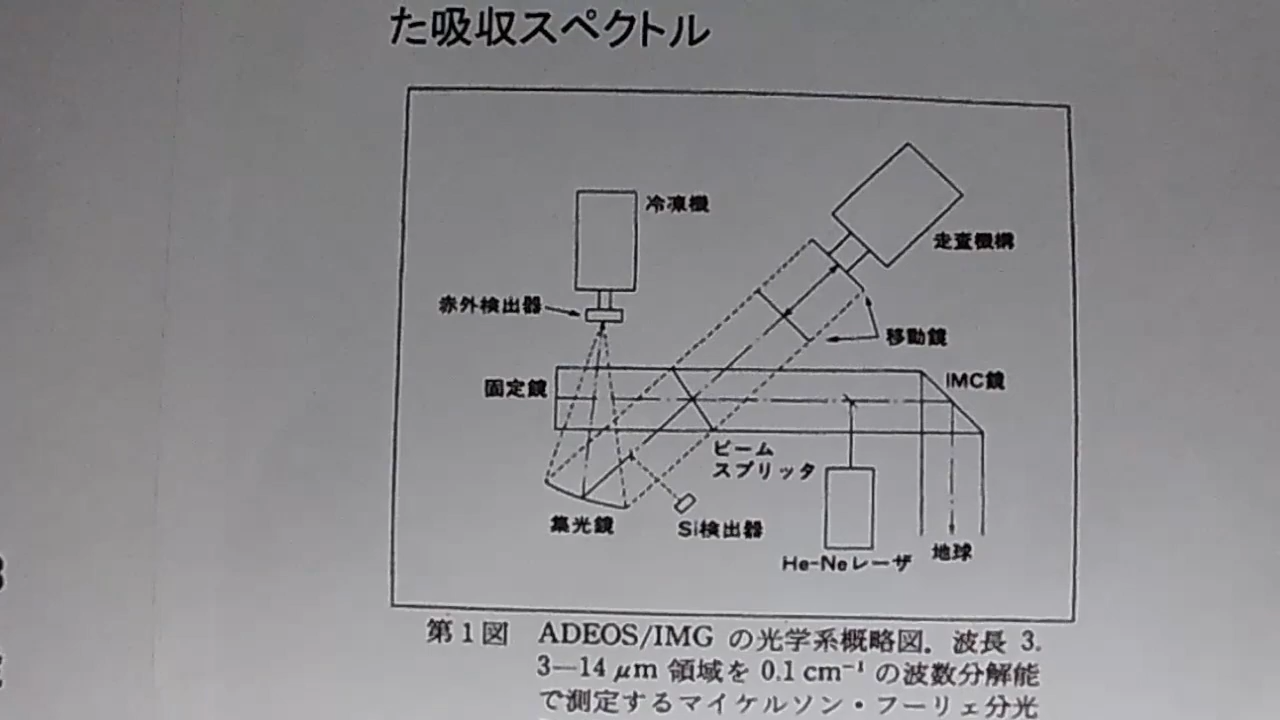 た吸収スペクトル
冷凍機
走査機構
赤外検出器
移動鏡
固定鏡
IMC鏡
ビーム
スプリッタ
集光鏡
Si検出器
He-Neレーザ
地球
第1図 ADEOS/IMG の光学系概略図. 波長 3.
3—14 μm 領域を 0.1 cm⁻¹ の波数分解能
で測定するマイケルソン・フーリェ分光